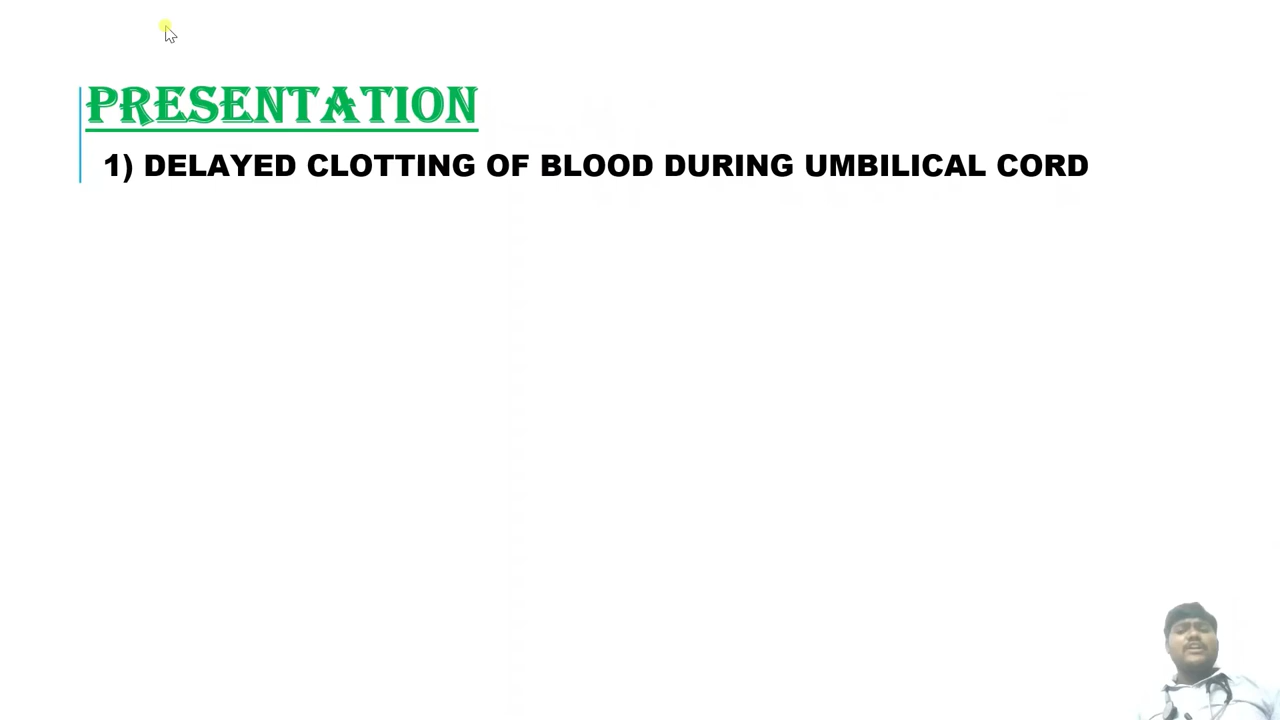 PRESENTATION
1) DELAYED CLOTTING OF BLOOD DURING UMBILICAL CORD